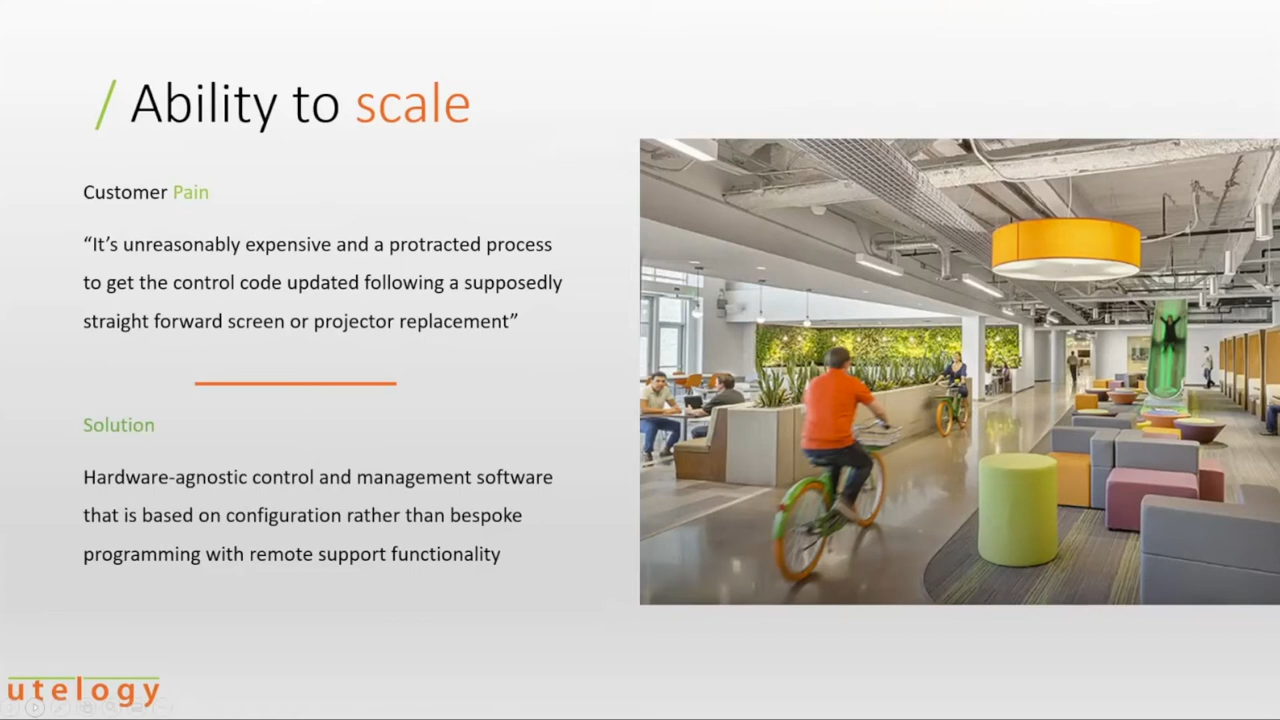 / Ability to scale
Customer Pain
“It’s unreasonably expensive and a protracted process
to get the control code updated following a supposedly
straight forward screen or projector replacement”
Solution
Hardware-agnostic control and management software
that is based on configuration rather than bespoke
programming with remote support functionality
utelogy